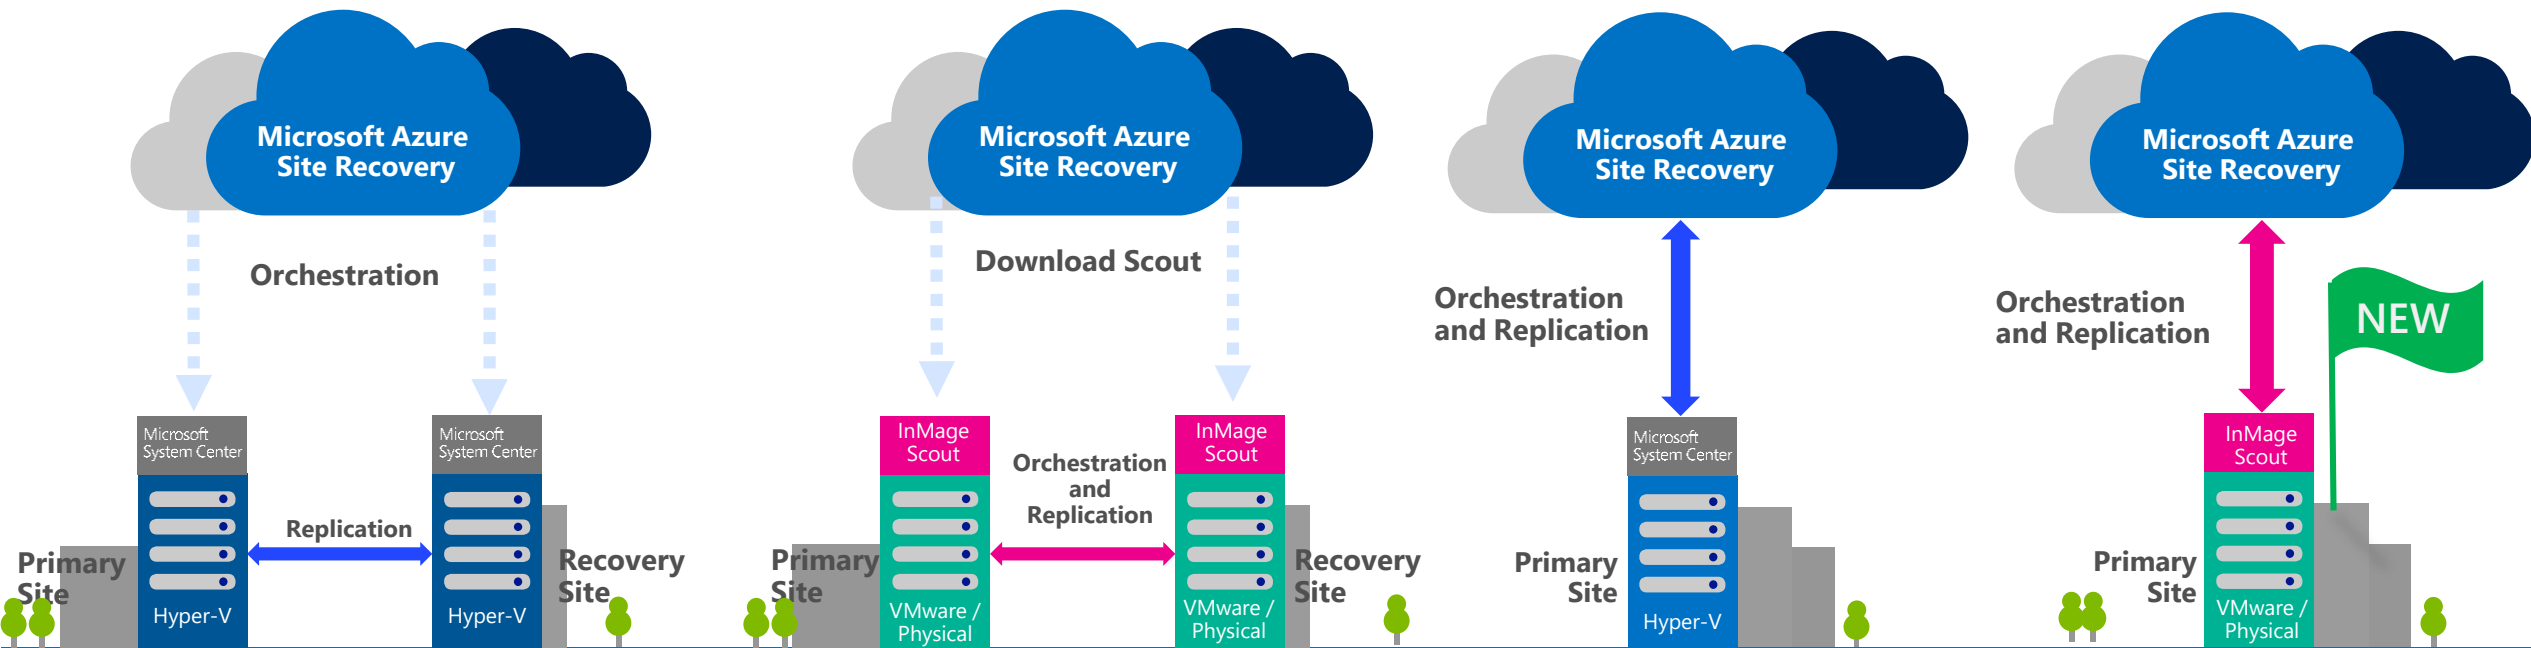 Microsoft Azure
Site Recovery
Orchestration
Microsoft
System Center
Microsoft
System Center
Replication
Primary
Site
Hyper-V
Hyper-V
Recovery
Site
Microsoft Azure
Site Recovery
Download Scout
InMage
Scout
InMage
Scout
Orchestration
and
Replication
Primary
Site
VMware /
Physical
VMware /
Physical
Recovery
Site
Microsoft Azure
Site Recovery
Orchestration
and Replication
Microsoft
System Center
Primary
Site
Hyper-V
Microsoft Azure
Site Recovery
Orchestration
and Replication
NEW
InMage
Scout
Primary
Site
VMware /
Physical